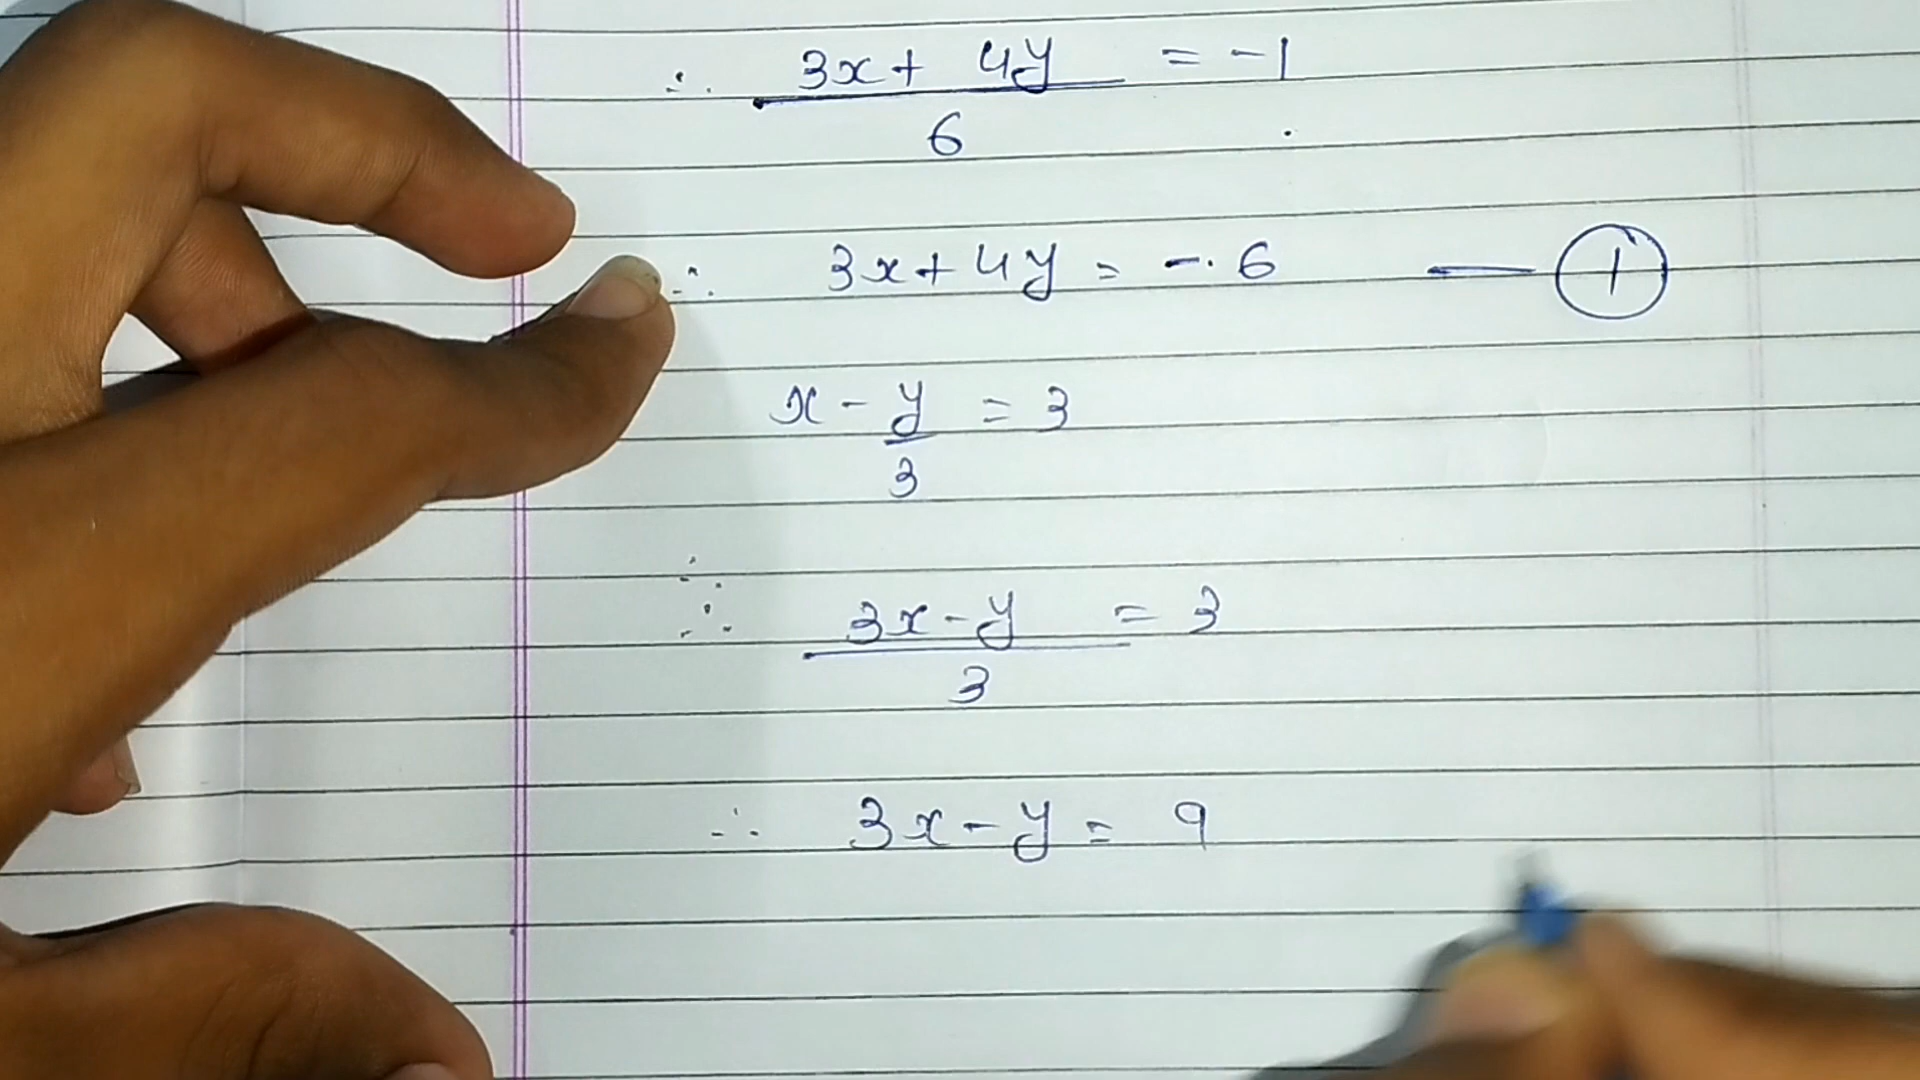 ∴ 3x + 4y = -1
6
∴ 3x + 4y = - 6 — 1
x - y = 3
3
∴ 3x - y = 3
3
∴ 3x - y = 9